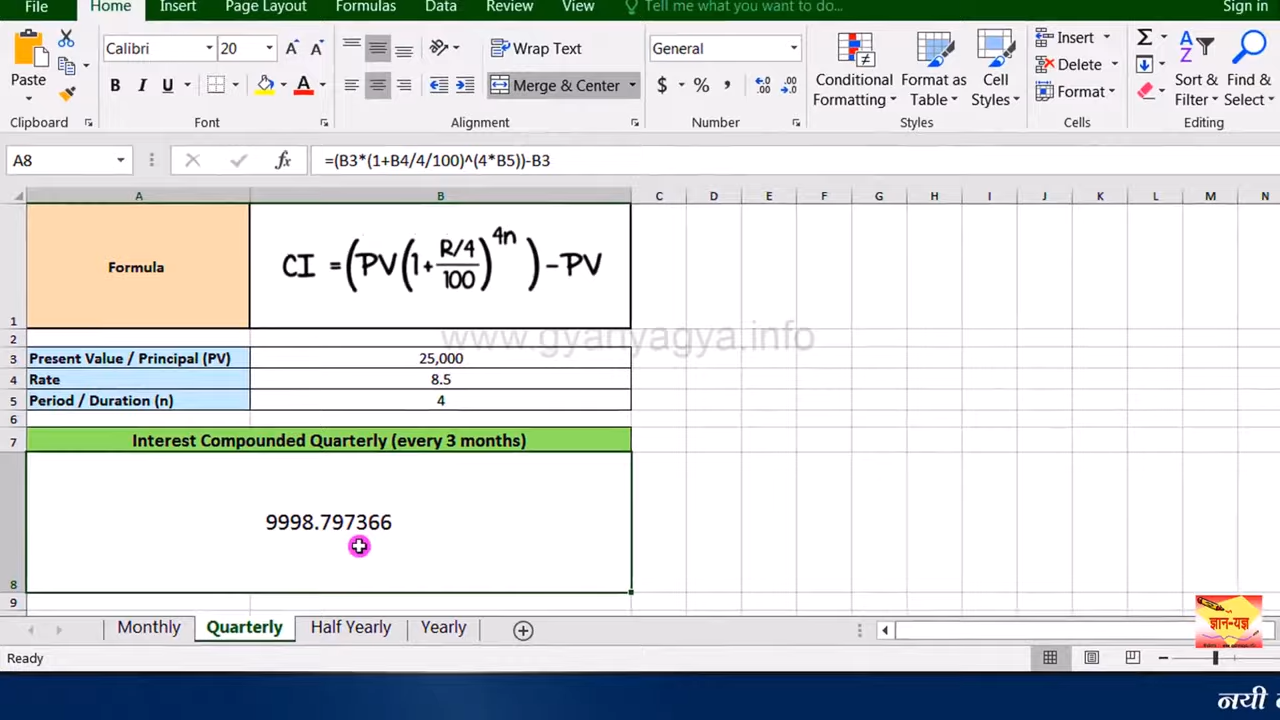 File Home Insert Page Layout Formulas Data Review View Tell me what you want to do... Sign in
Calibri 20 Wrap Text General Insert Σ
Paste B I U Merge & Center $ % , Conditional Formatting Format as Table Cell Styles Delete Format Sort & Filter Find & Select
Clipboard Font Alignment Number Styles Cells Editing
A8 fx =(B3*(1+B4/4/100)^(4*B5))-B3
A B C D E F G H I J K L M N
1 Formula CI = (PV(1+R/4/100)^4n)-PV
2
www.gyanyagya.info
3 Present Value / Principal (PV) 25,000
4 Rate 8.5
5 Period / Duration (n) 4
6
7 Interest Compounded Quarterly (every 3 months)
8 9998.797366
9
Monthly Quarterly Half Yearly Yearly
ज्ञान-यज्ञ
Ready
नयी